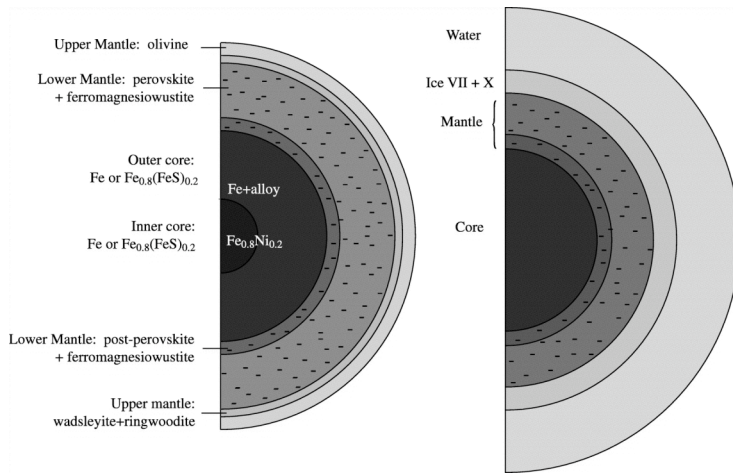 Upper Mantle: olivine
Lower Mantle: perovskite
+ ferromagnesiowustite
Outer core:
Fe or Fe0.8(FeS)0.2
Inner core:
Fe or Fe0.8(FeS)0.2
Lower Mantle: post-perovskite
+ ferromagnesiowustite
Upper mantle:
wadsleyite+ringwoodite
Fe+alloy
Fe0.8Ni0.2
Water
Ice VII + X
Mantle
Core